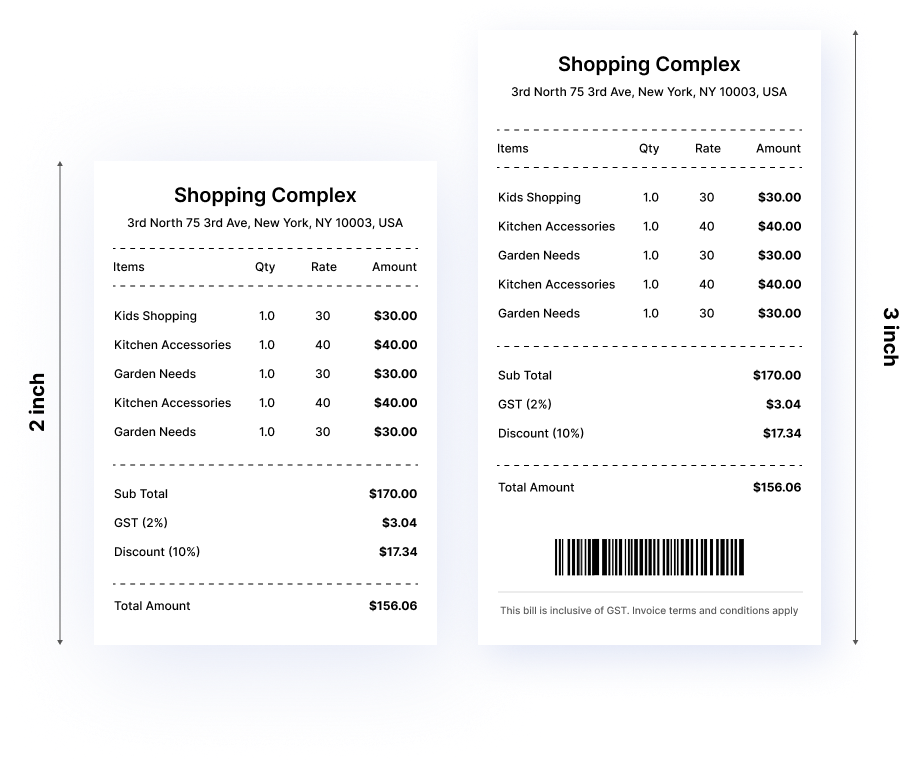 2 inch
Shopping Complex
3rd North 75 3rd Ave, New York, NY 10003, USA
Items Qty Rate Amount
Kids Shopping 1.0 30 $30.00
Kitchen Accessories 1.0 40 $40.00
Garden Needs 1.0 30 $30.00
Kitchen Accessories 1.0 40 $40.00
Garden Needs 1.0 30 $30.00
Sub Total $170.00
GST (2%) $3.04
Discount (10%) $17.34
Total Amount $156.06
Shopping Complex
3rd North 75 3rd Ave, New York, NY 10003, USA
Items Qty Rate Amount
Kids Shopping 1.0 30 $30.00
Kitchen Accessories 1.0 40 $40.00
Garden Needs 1.0 30 $30.00
Kitchen Accessories 1.0 40 $40.00
Garden Needs 1.0 30 $30.00
Sub Total $170.00
GST (2%) $3.04
Discount (10%) $17.34
Total Amount $156.06
This bill is inclusive of GST. Invoice terms and conditions apply
3 inch